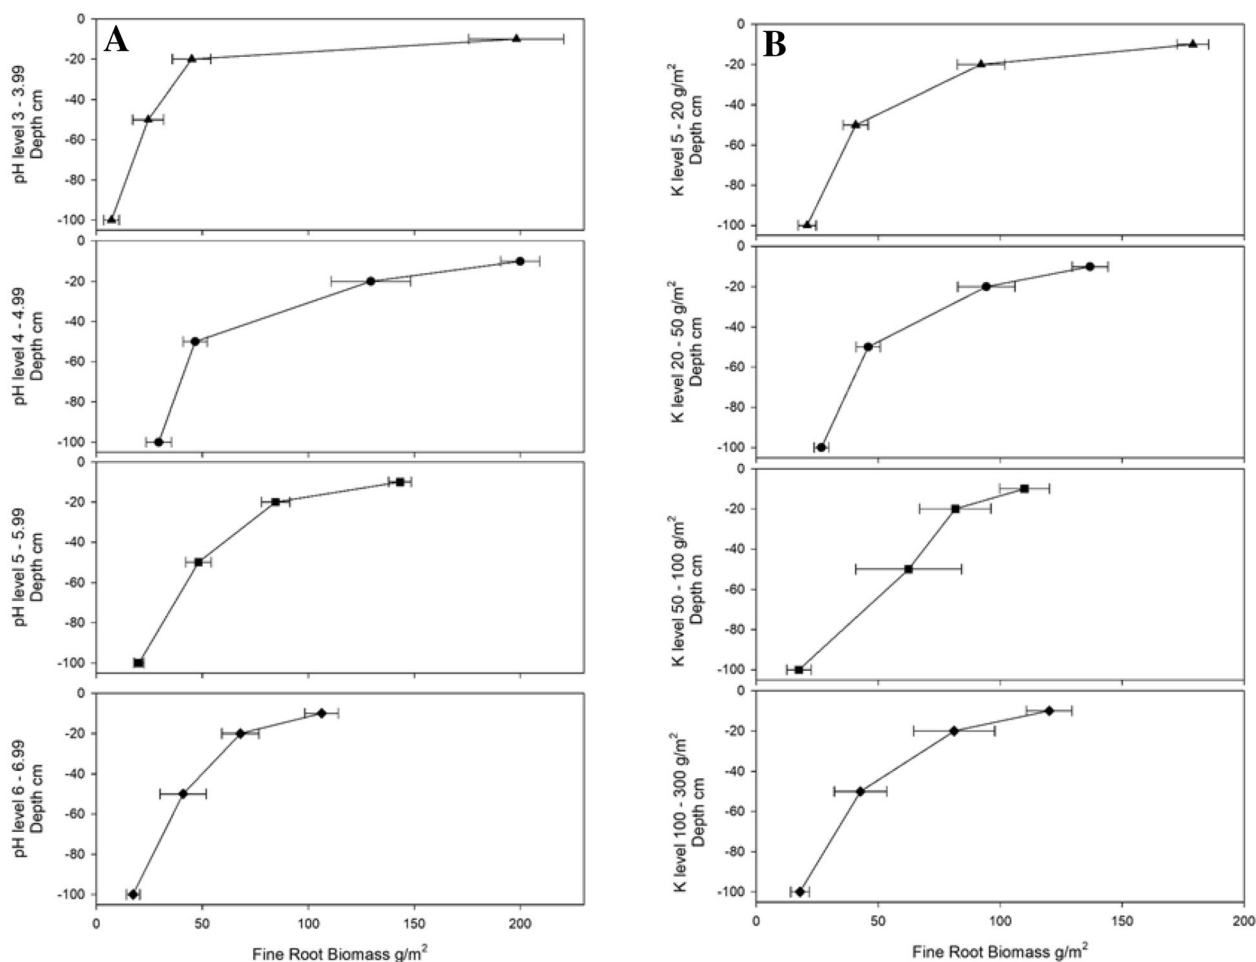 A
pH level 3 - 3.99
Depth cm
0
-20
-40
-60
-80
-100
pH level 4 - 4.99
Depth cm
0
-20
-40
-60
-80
-100
pH level 5 - 5.99
Depth cm
0
-20
-40
-60
-80
-100
pH level 6 - 6.99
Depth cm
0
-20
-40
-60
-80
-100
0 50 100 150 200
Fine Root Biomass g/m²
B
K level 5 - 20 g/m²
Depth cm
0
-20
-40
-60
-80
-100
K level 20 - 50 g/m²
Depth cm
0
-20
-40
-60
-80
-100
K level 50 - 100 g/m²
Depth cm
0
-20
-40
-60
-80
-100
K level 100 - 300 g/m²
Depth cm
0
-20
-40
-60
-80
-100
0 50 100 150 200
Fine Root Biomass g/m²